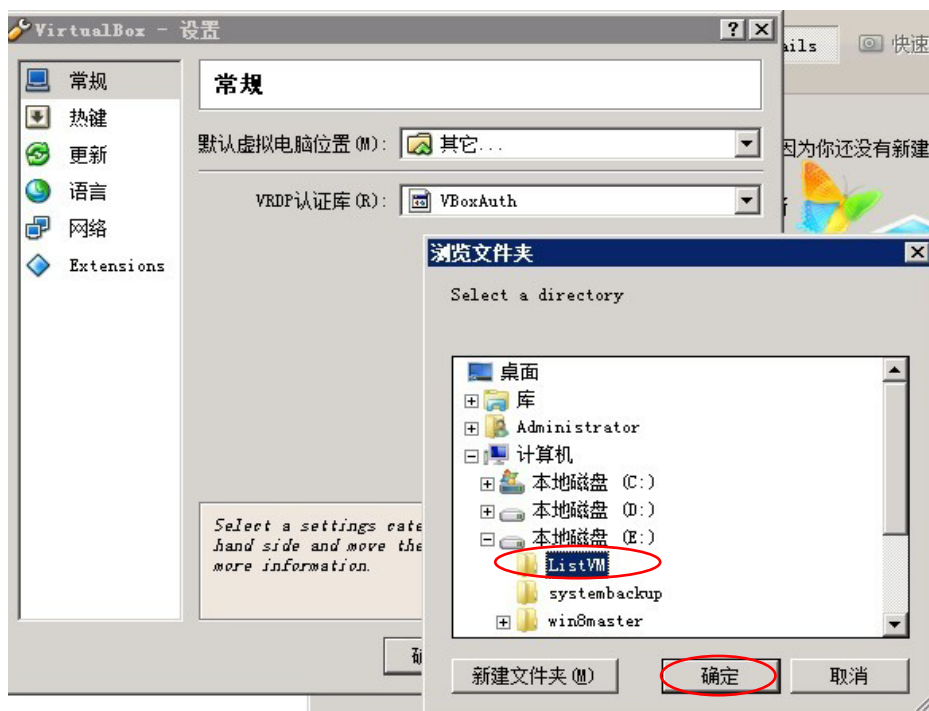 VirtualBox - 设置
? X
ails
快速
常规
热键
更新
语言
网络
Extensions
常规
默认虚拟电脑位置(M):
其它...
VRDP认证库(R):
VBoxAuth
因为你还没有新建
浏览文件夹
Select a directory
桌面
库
Administrator
计算机
本地磁盘 (C:)
本地磁盘 (D:)
本地磁盘 (E:)
ListVM
systembackup
win8master
Select a settings cate
hand side and move the
more information.
新建文件夹(M)
确定
取消